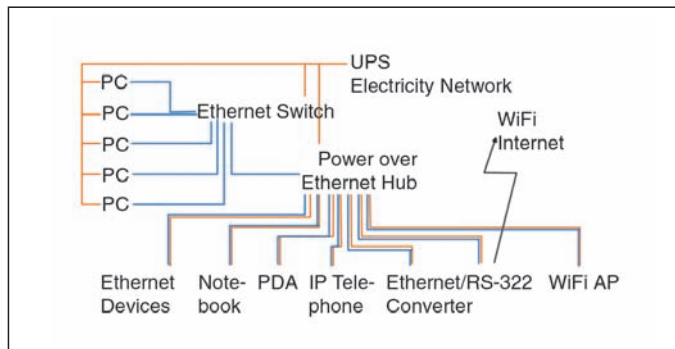 UPS
Electricity Network
PC
PC
PC
PC
PC
Ethernet Switch
WiFi
Internet
Power over
Ethernet Hub
Ethernet
Devices
Note-
book
PDA
IP Tele-
phone
Ethernet/RS-322
Converter
WiFi AP